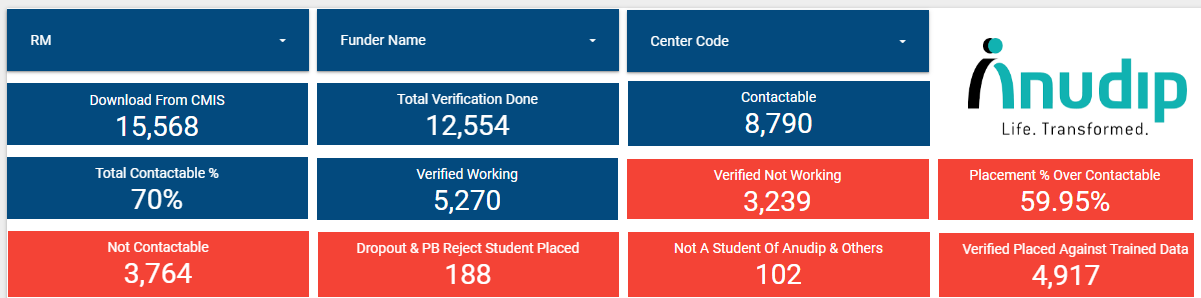 RM
Funder Name
Center Code
Anudip
Life. Transformed.
Download From CMIS
15,568
Total Verification Done
12,554
Contactable
8,790
Total Contactable %
70%
Verified Working
5,270
Verified Not Working
3,239
Placement % Over Contactable
59.95%
Not Contactable
3,764
Dropout & PB Reject Student Placed
188
Not A Student Of Anudip & Others
102
Verified Placed Against Trained Data
4,917